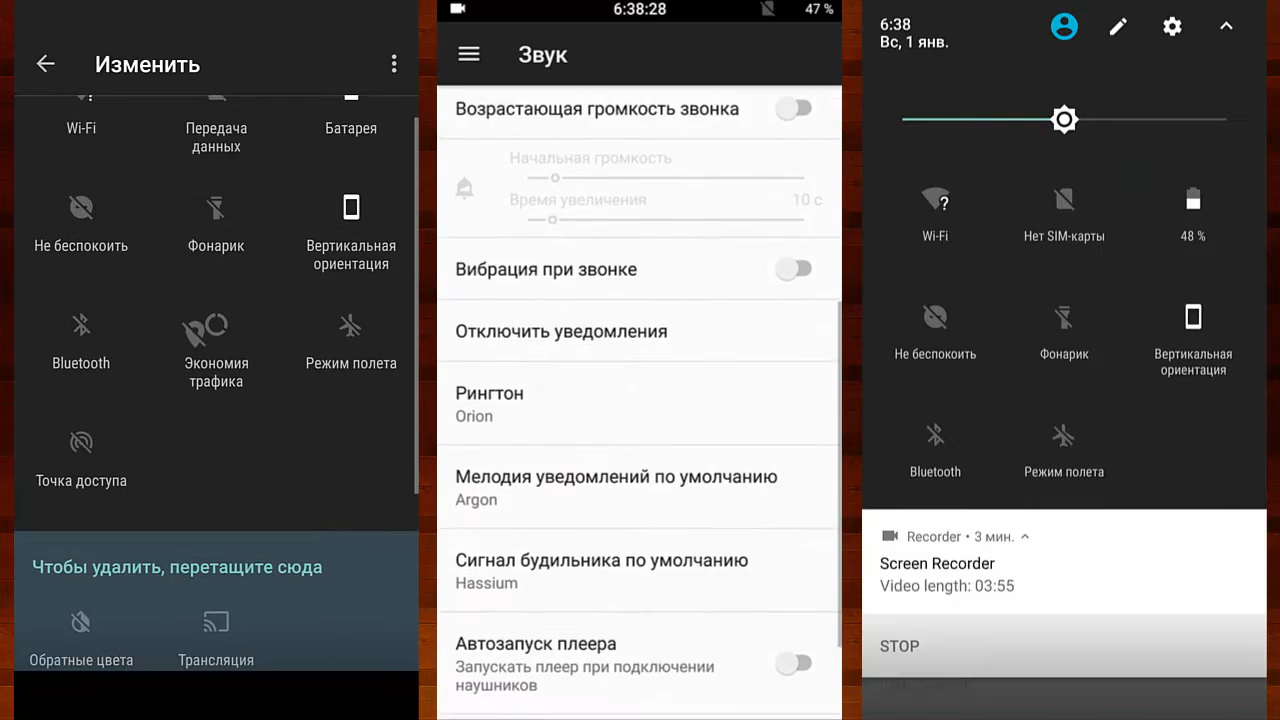 Изменить
Wi-Fi
Передача
данных
Батарея
Не беспокоить
Фонарик
Вертикальная
ориентация
Bluetooth
Экономия
трафика
Режим полета
Точка доступа
Чтобы удалить, перетащите сюда
Обратные цвета
Трансляция
6:38:28
47 %
Звук
Возрастающая громкость звонка
Начальная громкость
Время увеличения
10 с
Вибрация при звонке
Отключить уведомления
Рингтон
Orion
Мелодия уведомлений по умолчанию
Argon
Сигнал будильника по умолчанию
Hassium
Автозапуск плеера
Запускать плеер при подключении
наушников
6:38
Вс, 1 янв.
Wi-Fi
Нет SIM-карты
48 %
Не беспокоить
Фонарик
Вертикальная
ориентация
Bluetooth
Режим полета
Recorder • 3 мин.
Screen Recorder
Video length: 03:55
STOP